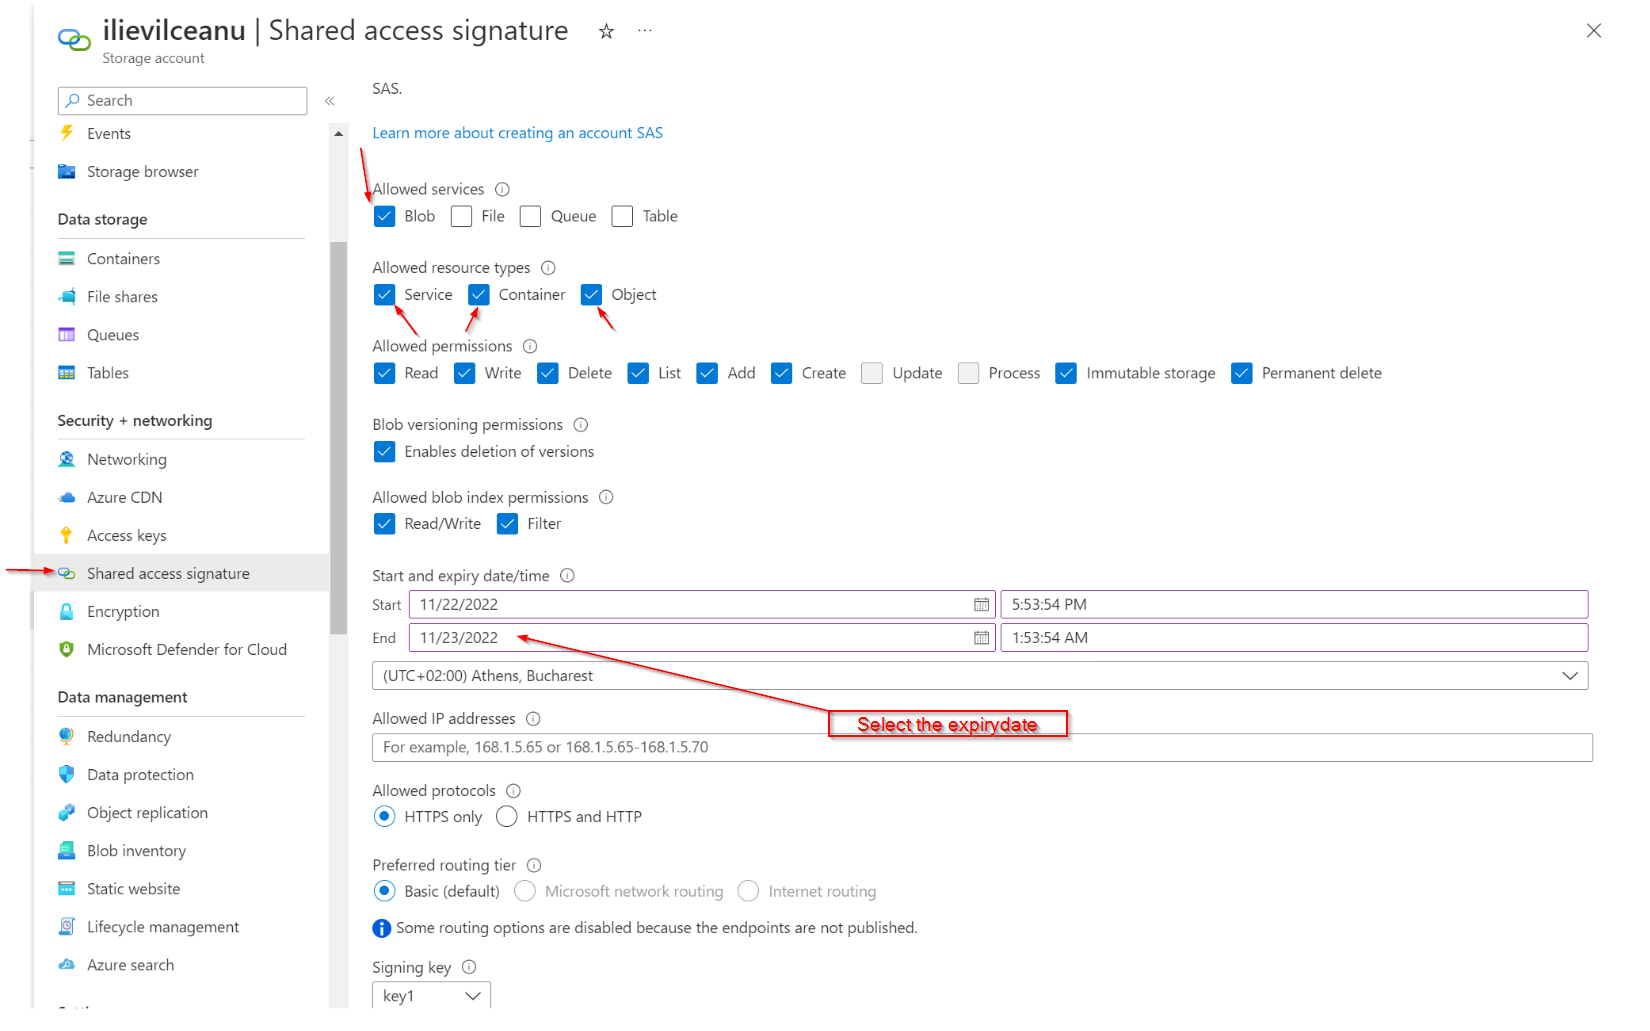 ilievilceanu | Shared access signature
Storage account
Search
Events
Storage browser
Data storage
Containers
File shares
Queues
Tables
Security + networking
Networking
Azure CDN
Access keys
Shared access signature
Encryption
Microsoft Defender for Cloud
Data management
Redundancy
Data protection
Object replication
Blob inventory
Static website
Lifecycle management
Azure search
SAS.
Learn more about creating an account SAS
Allowed services
Blob File Queue Table
Allowed resource types
Service Container Object
Allowed permissions
Read Write Delete List Add Create Update Process Immutable storage Permanent delete
Blob versioning permissions
Enables deletion of versions
Allowed blob index permissions
Read/Write Filter
Start and expiry date/time
Start 11/22/2022 5:53:54 PM
End 11/23/2022 1:53:54 AM
(UTC+02:00) Athens, Bucharest
Select the expirydate
Allowed IP addresses
For example, 168.1.5.65 or 168.1.5.65-168.1.5.70
Allowed protocols
HTTPS only HTTPS and HTTP
Preferred routing tier
Basic (default) Microsoft network routing Internet routing
Some routing options are disabled because the endpoints are not published.
Signing key
key1